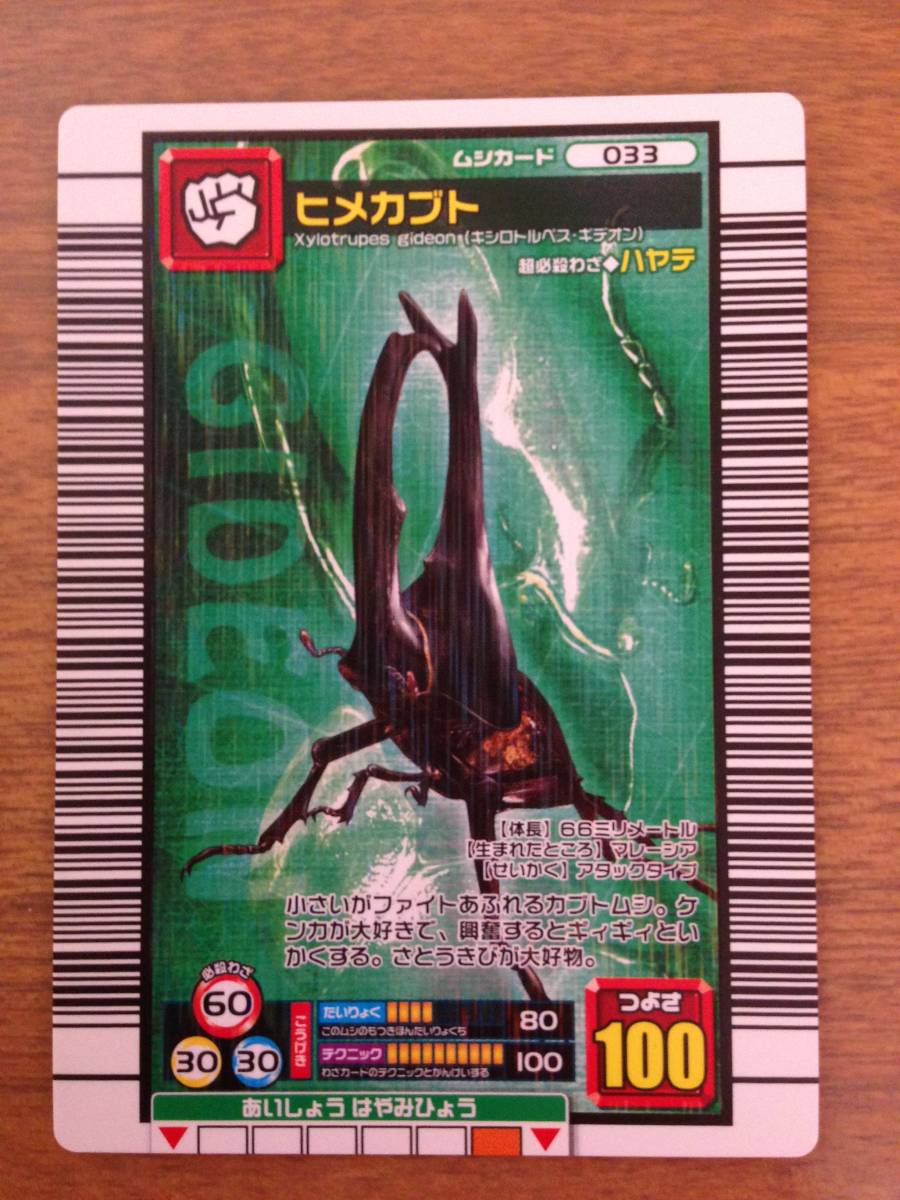 ムシカード 033
ヒメカブト
Xylotrupes gideon (キシロトルペス・ギデオン)
超必殺わざ◆ハヤテ
GIDEON
【体長】66ミリメートル
【生まれたところ】マレーシア
【せいかく】アタックタイプ
小さいがファイトあふれるカブトムシ。ケ
ンカが大好きで、興奮するとギィギィとい
かくする。さとうきびが大好物。
必殺わざ
60
30 30
こうげき
たいりょく 80
このムシのもつきほんたいりょくち
テクニック 100
わざカードのテクニックとかんけいする
つよさ
100
あいしょう はやみひょう